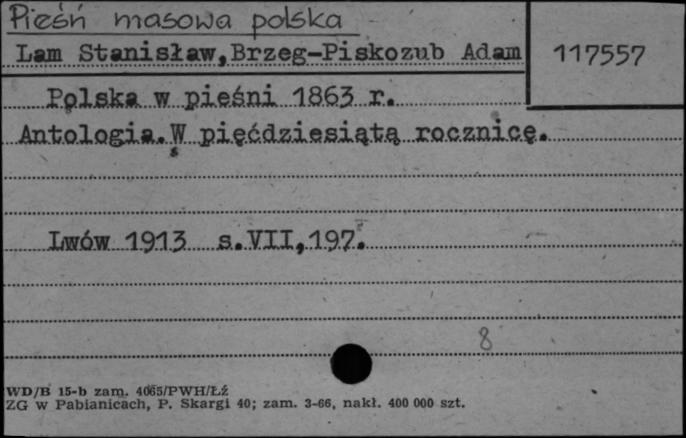 Pieśń masowa polska
Lam Stanisław,Brzeg-Piskozub Adam
117557
Polska w pieśni 1863 r.
Antologia.W pięćdziesiątą rocznicę.
Lwów 1913 s.VII,197.
8
WD/B 15-b zam. 4065/PWH/Łż
ZG w Pabianicach, P. Skargi 40; zam. 3-66, nakł. 400 000 szt.